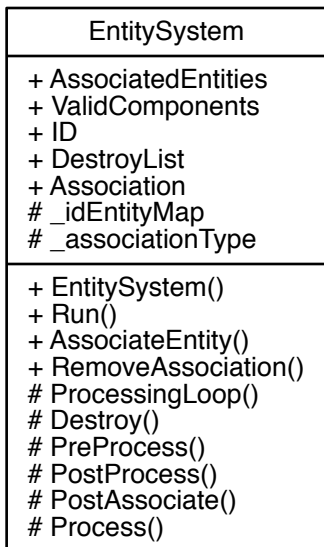 EntitySystem
+ AssociatedEntities
+ ValidComponents
+ ID
+ DestroyList
+ Association
# _idEntityMap
# _associationType
+ EntitySystem()
+ Run()
+ AssociateEntity()
+ RemoveAssociation()
# ProcessingLoop()
# Destroy()
# PreProcess()
# PostProcess()
# PostAssociate()
# Process()